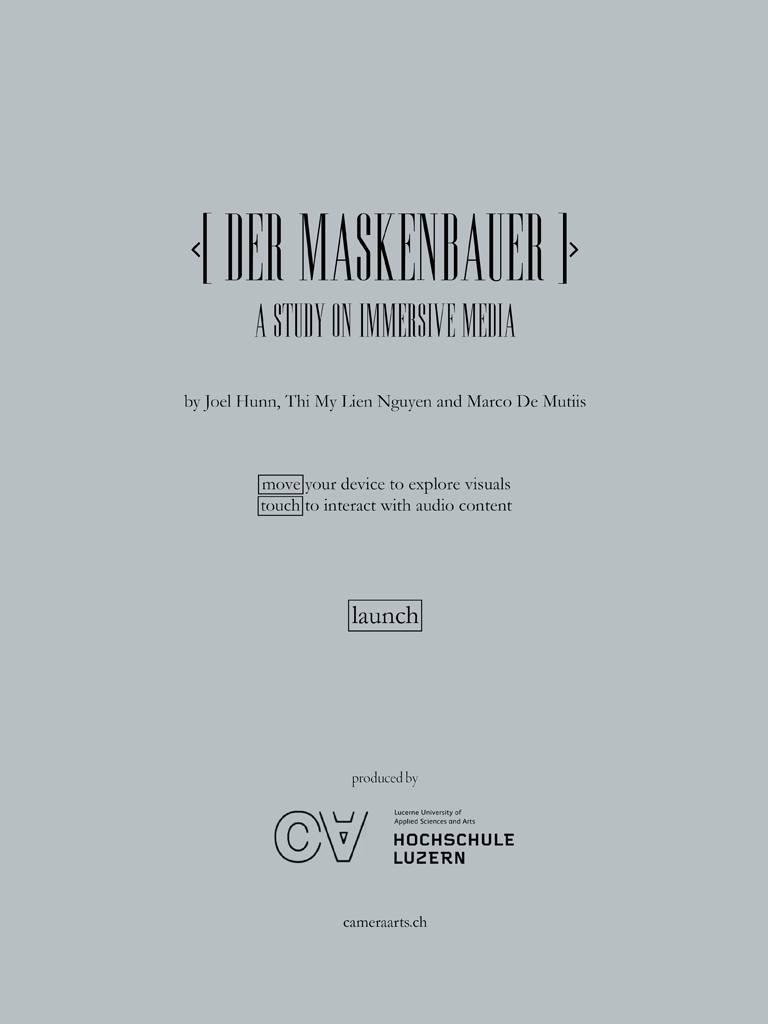 <[ DER MASKENBAUER ]>
A STUDY ON IMMERSIVE MEDIA
by Joel Hunn, Thi My Lien Nguyen and Marco De Mutiis
move your device to explore visuals
touch to interact with audio content
launch
produced by
CA
Lucerne University of
Applied Sciences and Arts
HOCHSCHULE
LUZERN
cameraarts.ch